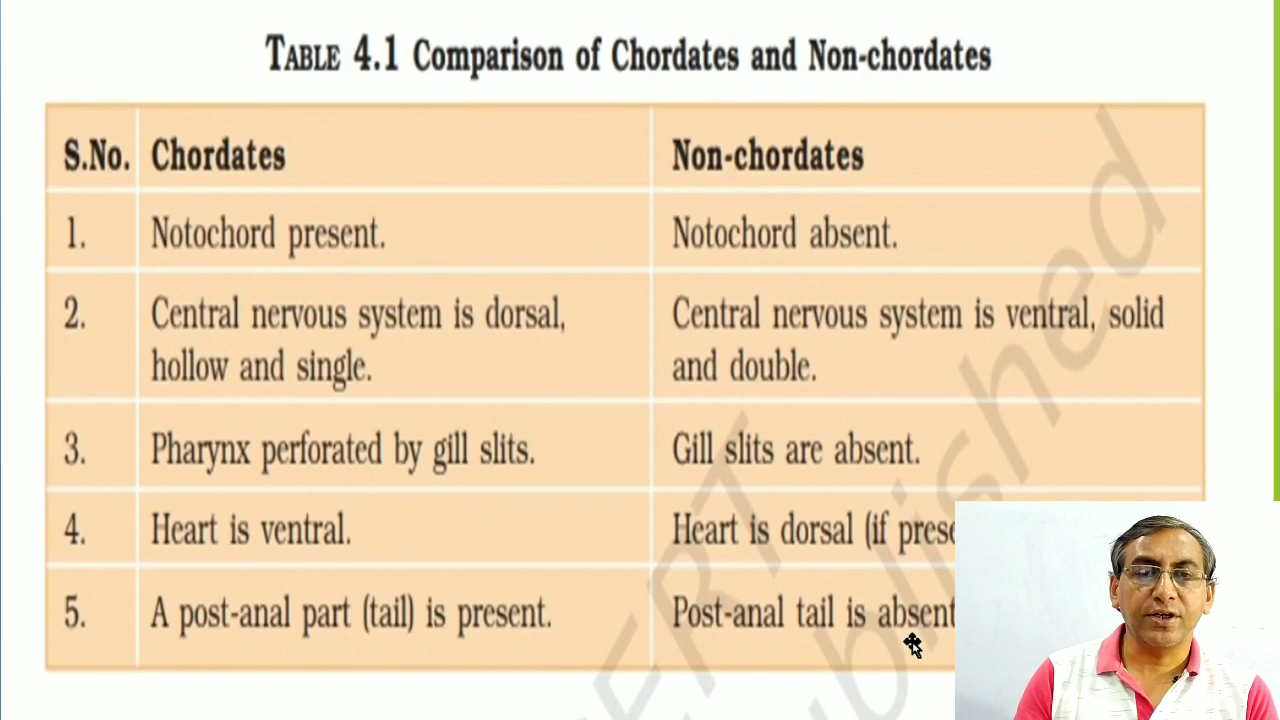 TABLE 4.1 Comparison of Chordates and Non-chordates
S.No. Chordates Non-chordates
1. Notochord present. Notochord absent.
2. Central nervous system is dorsal, Central nervous system is ventral, solid
hollow and single. and double.
3. Pharynx perforated by gill slits. Gill slits are absent.
4. Heart is ventral. Heart is dorsal (if
5. A post-anal part (tail) is present. Post-anal tail is absent